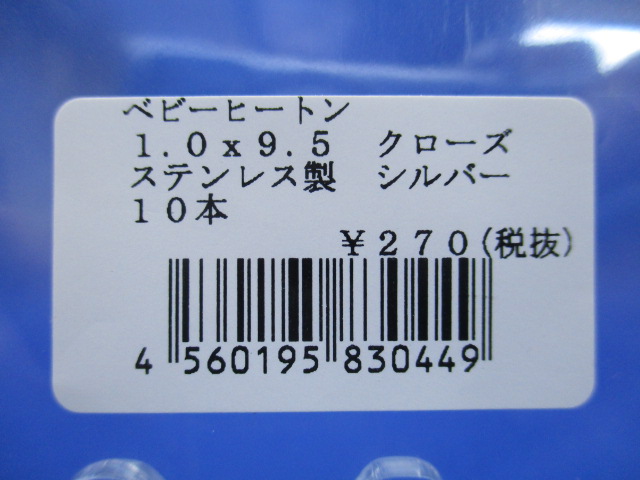 ベビーヒートン
１.０ｘ９.５　クローズ
ステンレス製　シルバー
１０本
￥２７０(税抜)
4 560195 830449